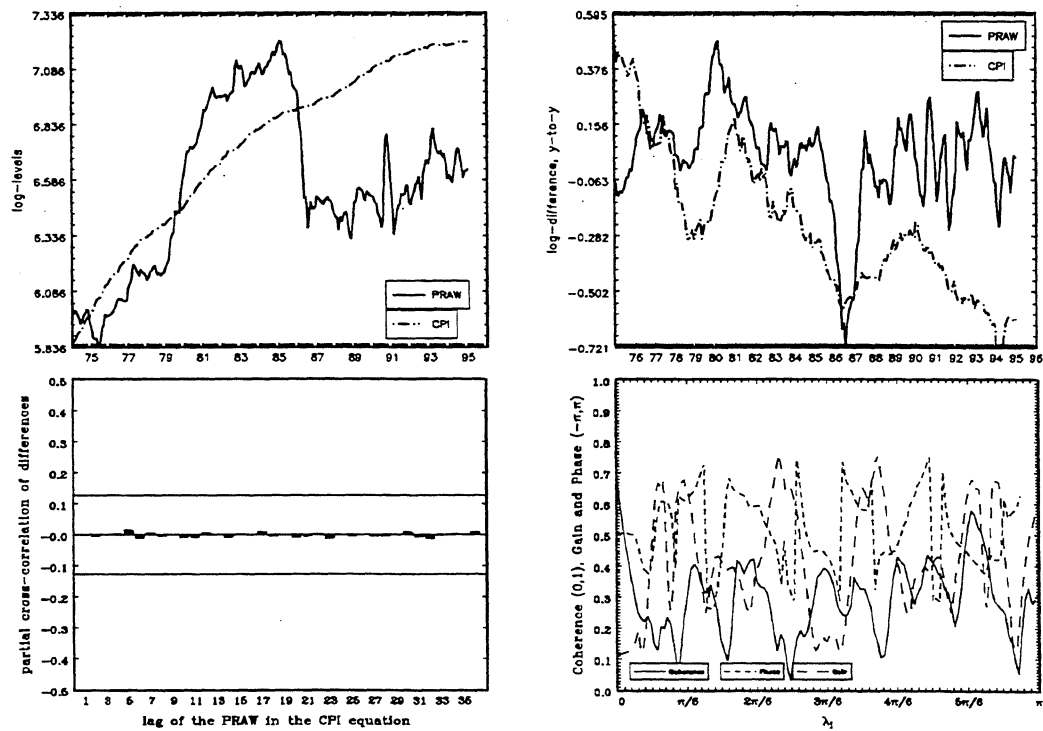 7.336
7.086
6.836
6.586
6.336
6.086
5.836
log-levels
PRAW
CPI
75 77 79 81 83 85 87 89 91 93 95
0.595
0.376
0.156
-0.063
-0.282
-0.502
-0.721
log-difference, y-to-y
PRAW
CPI
76 77 78 79 80 81 82 83 84 85 86 87 88 89 90 91 92 93 94 95 96
0.5
0.4
0.3
0.2
0.1
-0.0
-0.1
-0.2
-0.3
-0.4
-0.5
partial cross-correlation of differences
1 3 5 7 9 11 13 15 17 19 21 23 25 27 29 31 33 36
lag of the PRAW in the CPI equation
1.0
0.9
0.8
0.7
0.6
0.5
0.4
0.3
0.2
0.1
0.0
Coherence (0,1), Gain and Phase (-π,π)
Coherence
Phase
Gain
0 π/6 2π/6 3π/6 4π/6 5π/6 π
λj